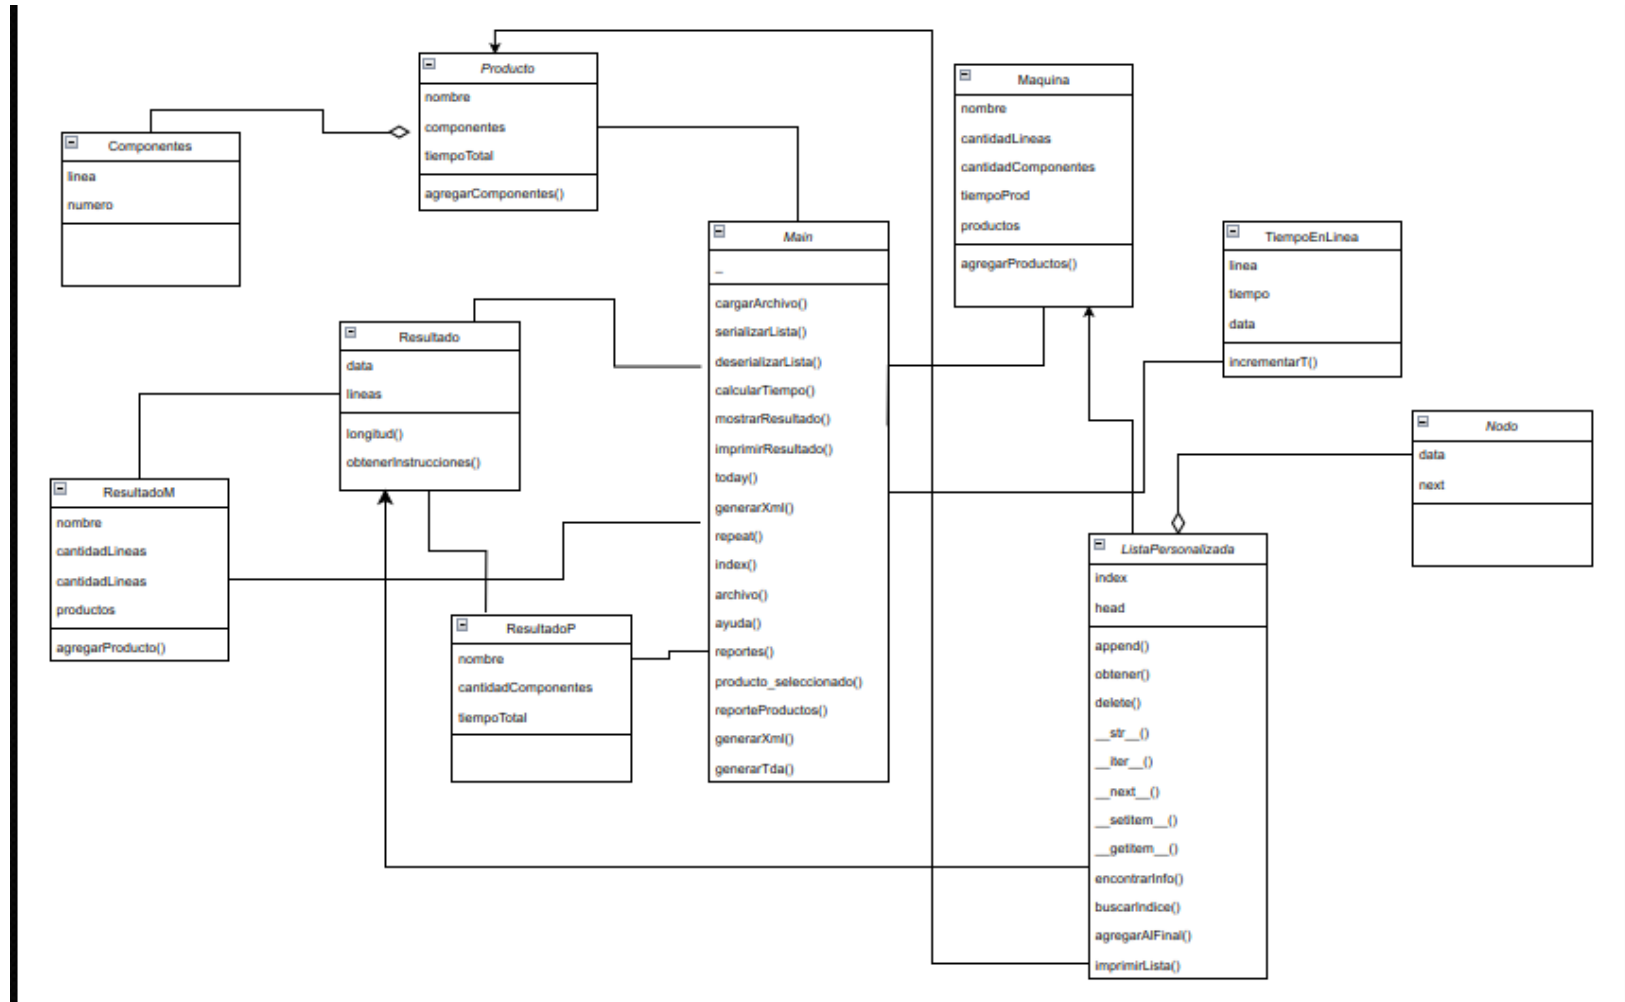 Producto
nombre
componentes
tiempoTotal
agregarComponentes()
Maquina
nombre
cantidadLineas
cantidadComponentes
tiempoProd
productos
agregarProductos()
Componentes
linea
numero
Main
_
cargarArchivo()
serializarLista()
deserializarLista()
calcularTiempo()
mostrarResultado()
imprimirResultado()
today()
generarXml()
repeat()
index()
archivo()
ayuda()
reportes()
producto_seleccionado()
reporteProductos()
generarXml()
generarTda()
TiempoEnLinea
linea
tiempo
data
incrementarT()
Resultado
data
lineas
longitud()
obtenerInstrucciones()
Nodo
data
next
ResultadoM
nombre
cantidadLineas
cantidadLineas
productos
agregarProducto()
ResultadoP
nombre
cantidadComponentes
tiempoTotal
ListaPersonalizada
index
head
append()
obtener()
delete()
__str__()
__iter__()
__next__()
__setitem__()
__getitem__()
encontrarInfo()
buscarIndice()
agregarAlFinal()
imprimirLista()